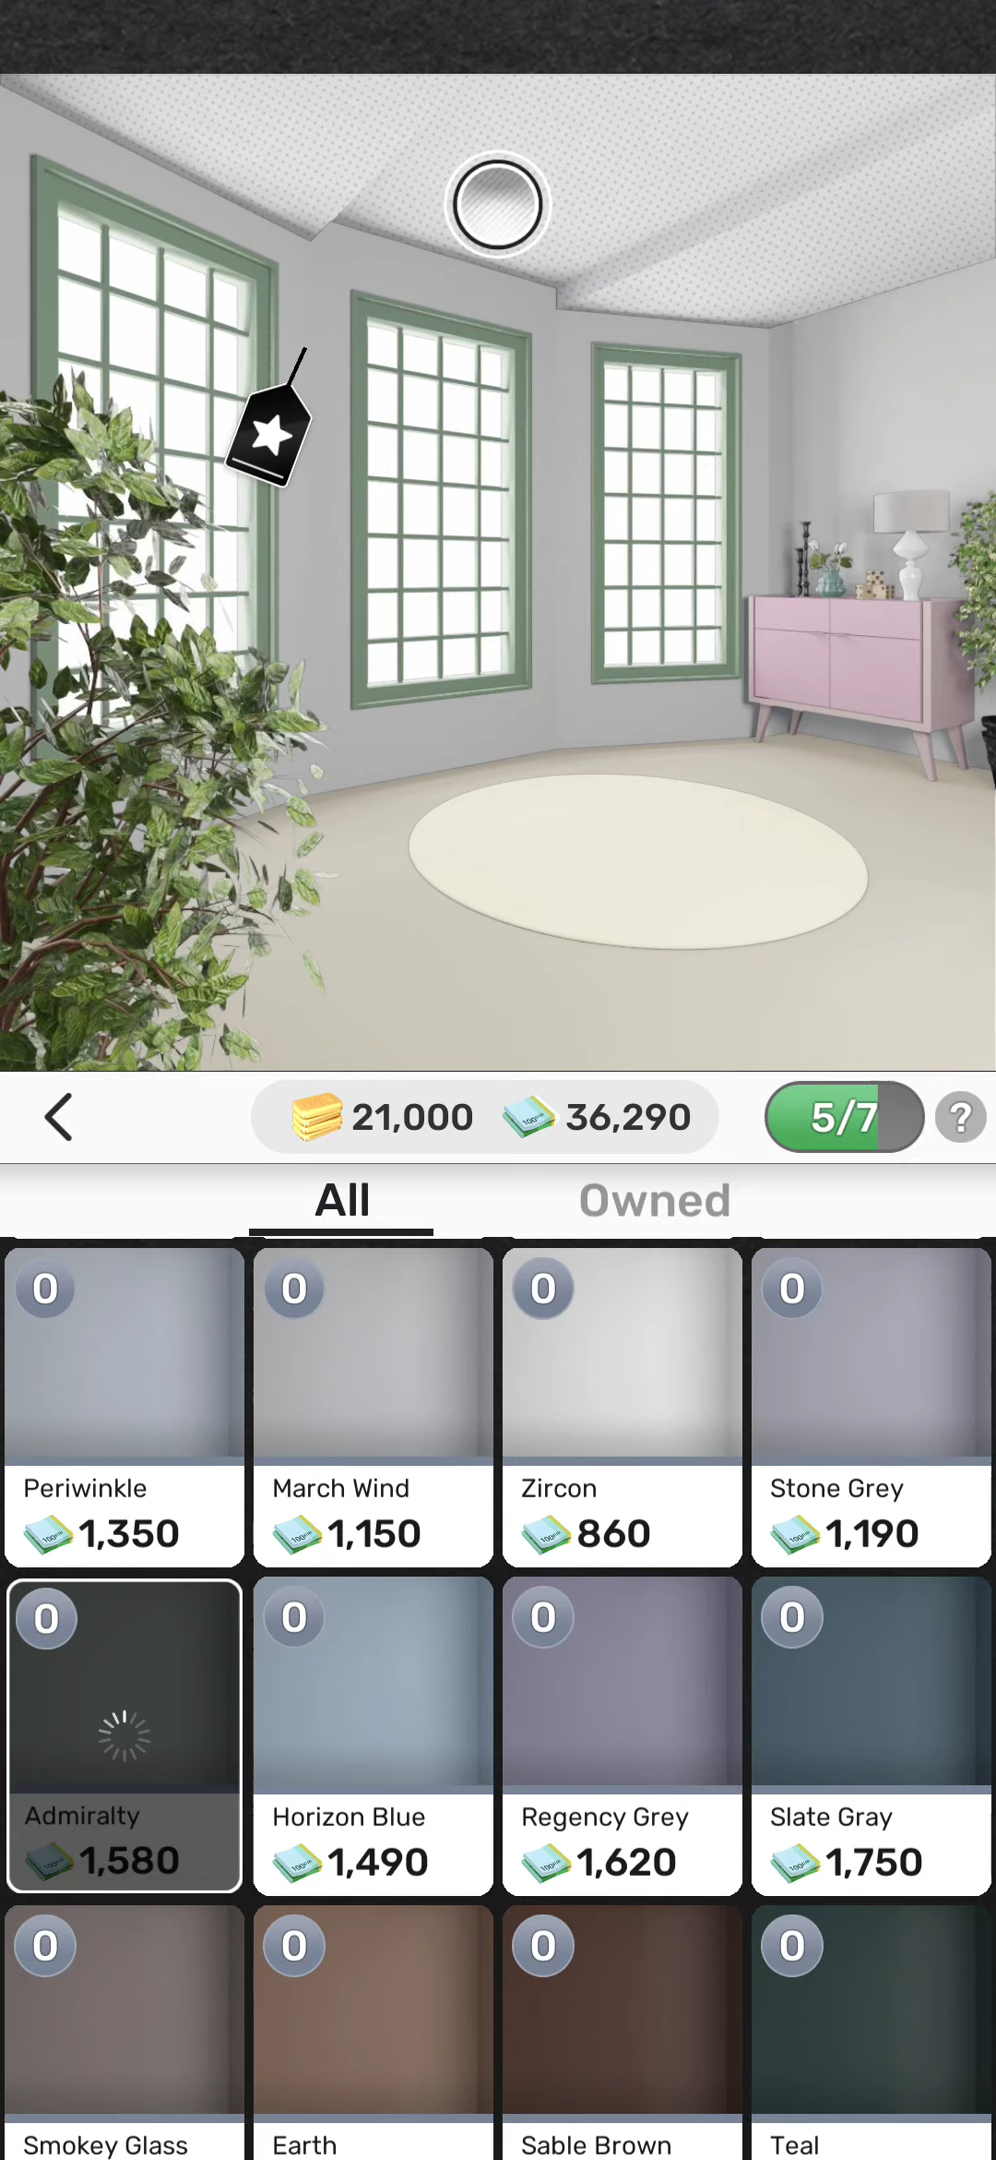 21,000 36,290 5/7 ?
All Owned
0 0 0 0
Periwinkle March Wind Zircon Stone Grey
1,350 1,150 860 1,190
0 0 0 0
Admiralty Horizon Blue Regency Grey Slate Gray
1,580 1,490 1,620 1,750
0 0 0 0
Smokey Glass Earth Sable Brown Teal